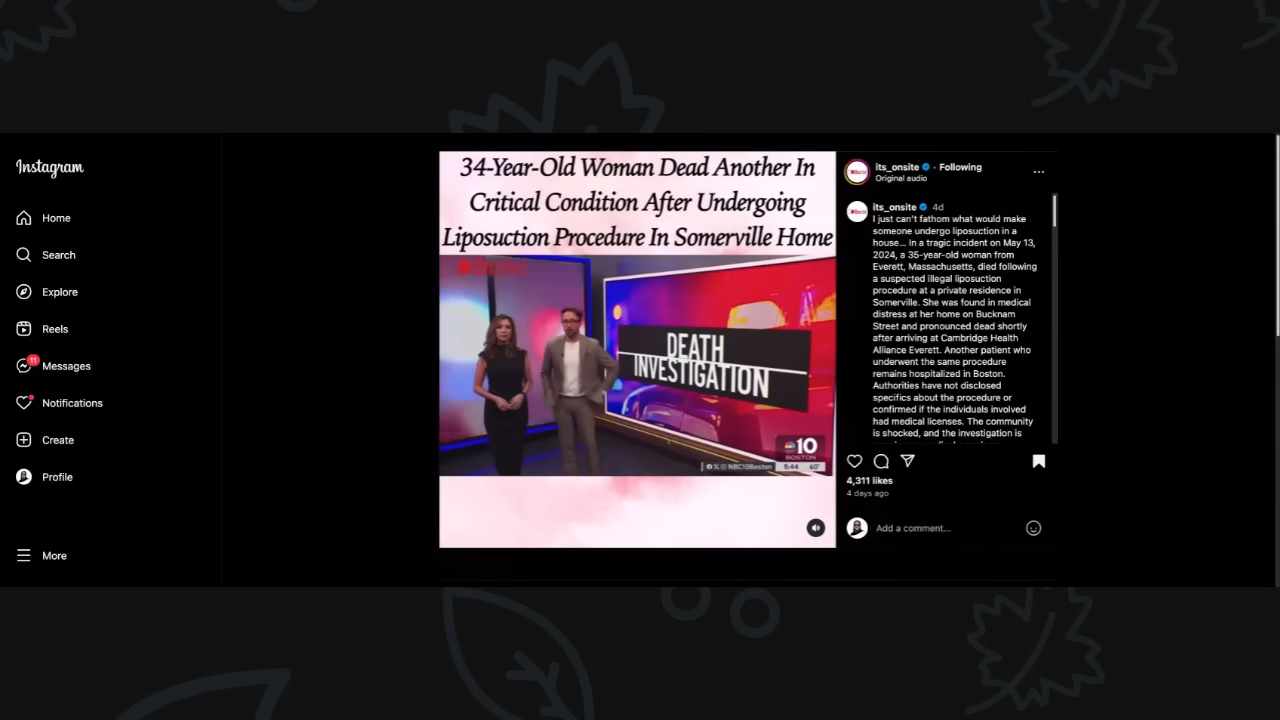 Instagram
Home
Search
Explore
Reels
11
Messages
Notifications
Create
Profile
More
34-Year-Old Woman Dead Another In
Critical Condition After Undergoing
Liposuction Procedure In Somerville Home
DEATH
INVESTIGATION
10
BOSTON
@NBC10Boston
5:44
60°
its_onsite • Following
Original audio
its_onsite 4d
I just can't fathom what would make
someone undergo liposuction in a
house... In a tragic incident on May 13,
2024, a 35-year-old woman from
Everett, Massachusetts, died following
a suspected illegal liposuction
procedure at a private residence in
Somerville. She was found in medical
distress at her home on Bucknam
Street and pronounced dead shortly
after arriving at Cambridge Health
Alliance Everett. Another patient who
underwent the same procedure
remains hospitalized in Boston.
Authorities have not disclosed
specifics about the procedure or
confirmed if the individuals involved
had medical licenses. The community
is shocked, and the investigation is
4,311 likes
4 days ago
Add a comment...